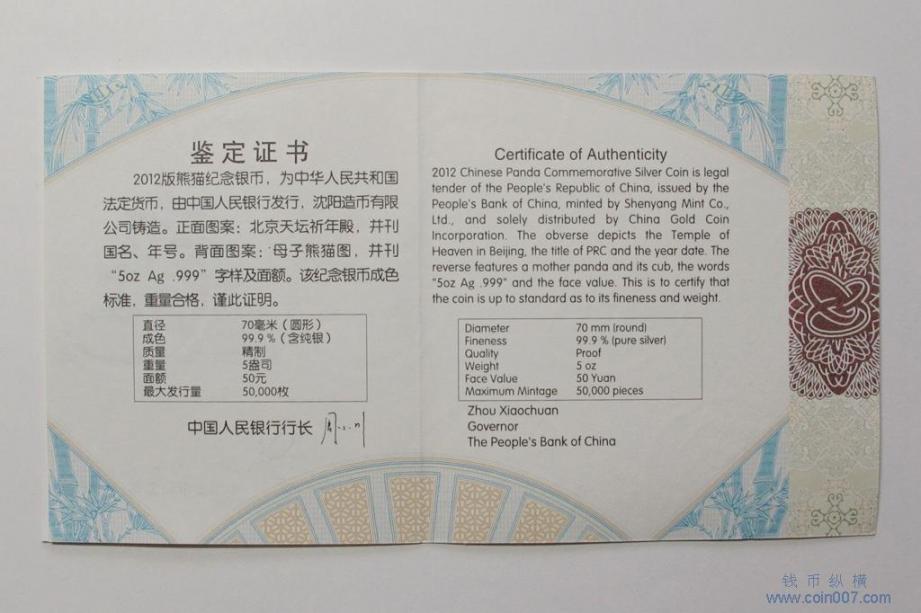 鉴定证书
2012版熊猫纪念银币，为中华人民共和国
法定货币，由中国人民银行发行，沈阳造币有限
公司铸造。正面图案：北京天坛祈年殿，并刊
国名、年号。背面图案：母子熊猫图，并刊
“5oz Ag .999”字样及面额。该纪念银币成色
标准，重量合格，谨此证明。
直径 70毫米（圆形）
成色 99.9％（含纯银）
质量 精制
重量 5盎司
面额 50元
最大发行量 50,000枚
中国人民银行行长
Certificate of Authenticity
2012 Chinese Panda Commemorative Silver Coin is legal
tender of the People's Republic of China, issued by the
People's Bank of China, minted by Shenyang Mint Co.,
Ltd., and solely distributed by China Gold Coin
Incorporation. The obverse depicts the Temple of
Heaven in Beijing, the title of PRC and the year date. The
reverse features a mother panda and its cub, the words
"5oz Ag .999" and the face value. This is to certify that
the coin is up to standard as to its fineness and weight.
Diameter 70 mm (round)
Fineness 99.9 % (pure silver)
Quality Proof
Weight 5 oz
Face Value 50 Yuan
Maximum Mintage 50,000 pieces
Zhou Xiaochuan
Governor
The People's Bank of China
钱币纵横
www.coin007.com